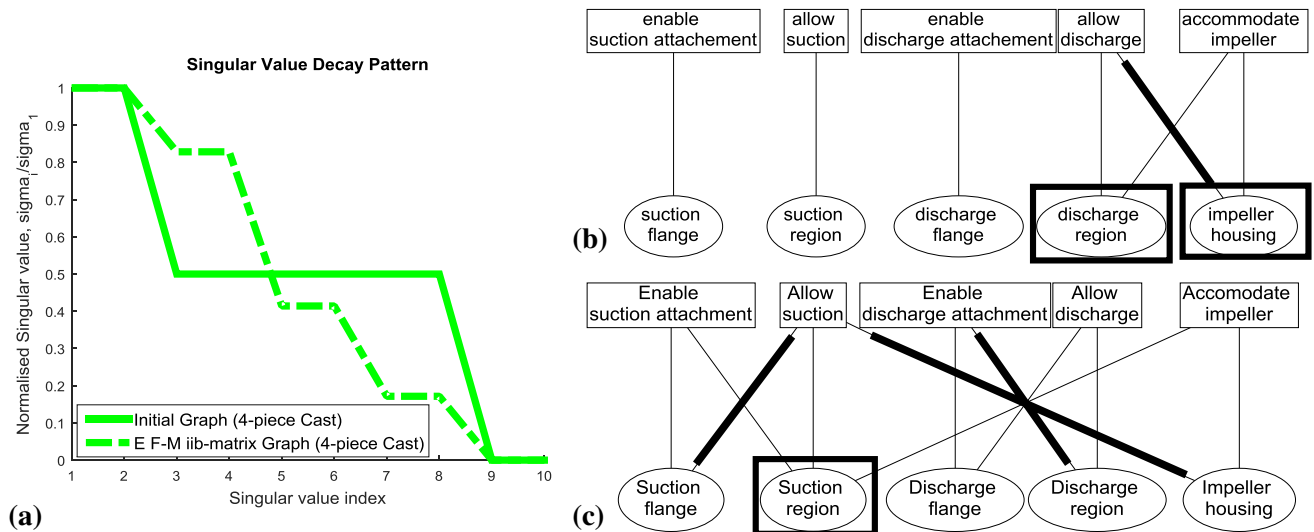 Singular Value Decay Pattern
Normalised Singular value, sigma_i/sigma_1
1
0.9
0.8
0.7
0.6
0.5
0.4
0.3
0.2
0.1
0
Initial Graph (4-piece Cast)
E F-M iib-matrix Graph (4-piece Cast)
1 2 3 4 5 6 7 8 9 10
Singular value index
(a)
enable
suction attachement
allow
suction
enable
discharge attachement
allow
discharge
accommodate
impeller
suction
flange
suction
region
discharge
flange
discharge
region
impeller
housing
(b)
Enable
suction attachment
Allow
suction
Enable
discharge attachment
Allow
discharge
Accomodate
impeller
Suction
flange
Suction
region
Discharge
flange
Discharge
region
Impeller
housing
(c)